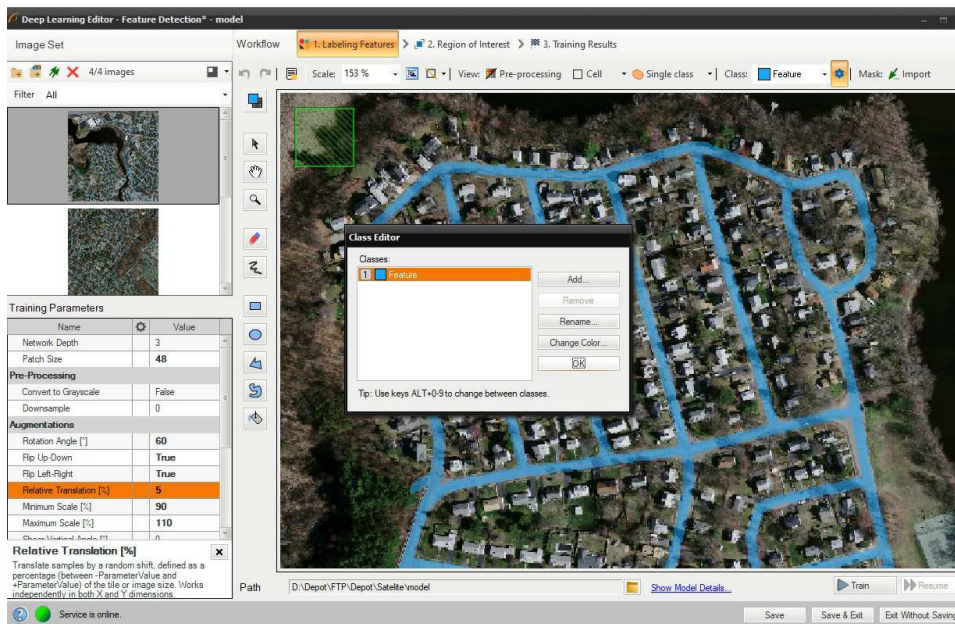 Deep Learning Editor - Feature Detection* - model
Image Set
Workflow
1. Labeling Features
2. Region of Interest
3. Training Results
4/4 images
Scale: 153 %
View: Pre-processing
Cell
Single class
Class: Feature
Mask: Import
Filter All
Class Editor
Classes:
1 Feature
Add...
Remove
Rename...
Change Color...
OK
Tip: Use keys ALT+0-9 to change between classes.
Training Parameters
Name Value
Network Depth 3
Patch Size 48
Pre-Processing
Convert to Grayscale False
Downsample 0
Augmentations
Rotation Angle [°] 60
Flip Up-Down True
Flip Left-Right True
Relative Translation [%] 5
Minimum Scale [%] 90
Maximum Scale [%] 110
Shear Vertical Angle [°] 0
Relative Translation [%]
Translate samples by a random shift, defined as a
percentage (between -ParameterValue and
+ParameterValue) of the tile or image size. Works
independently in both X and Y dimensions.
Path D:\Depot\FTP\Depot\Satelite\model
Show Model Details...
Train
Resume
Service is online.
Save
Save & Exit
Exit Without Saving